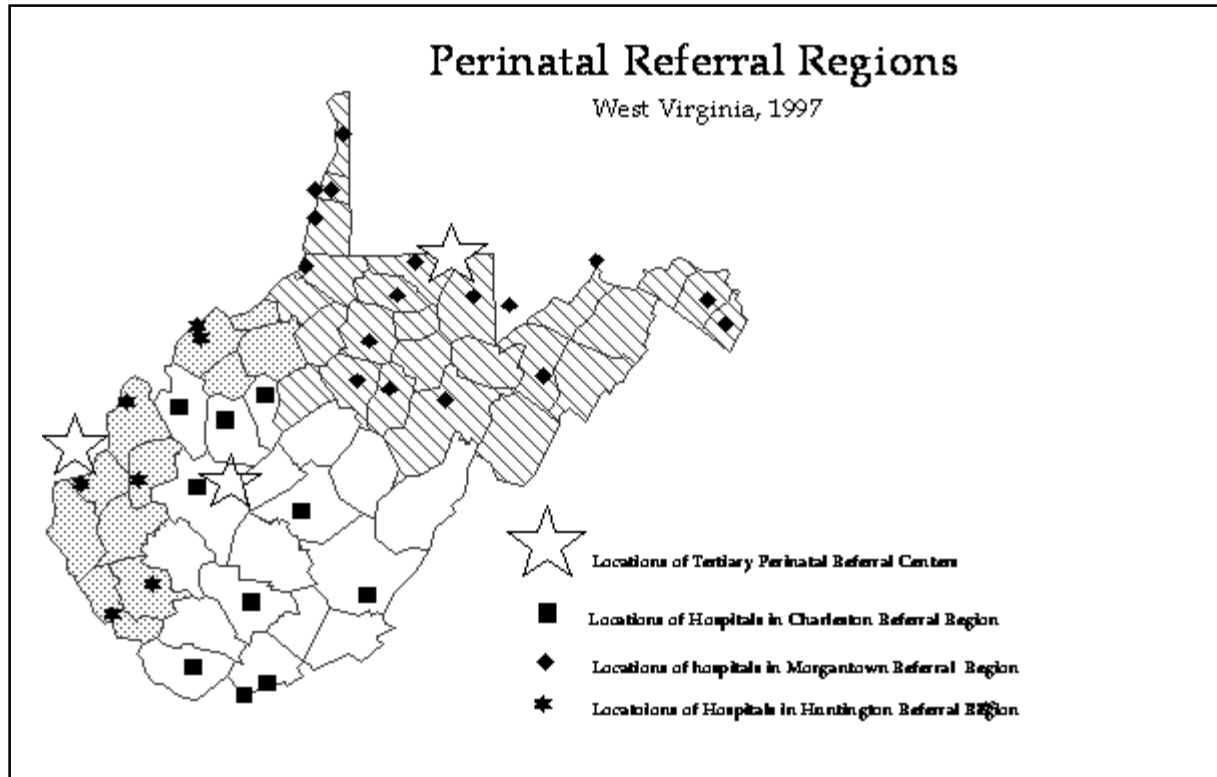 Perinatal Referral Regions
West Virginia, 1997
Locations of Tertiary Perinatal Referral Centers
Locations of Hospitals in Charleston Referral Region
Locations of hospitals in Morgantown Referral Region
Locatoions of Hospitals in Huntington Referral Region